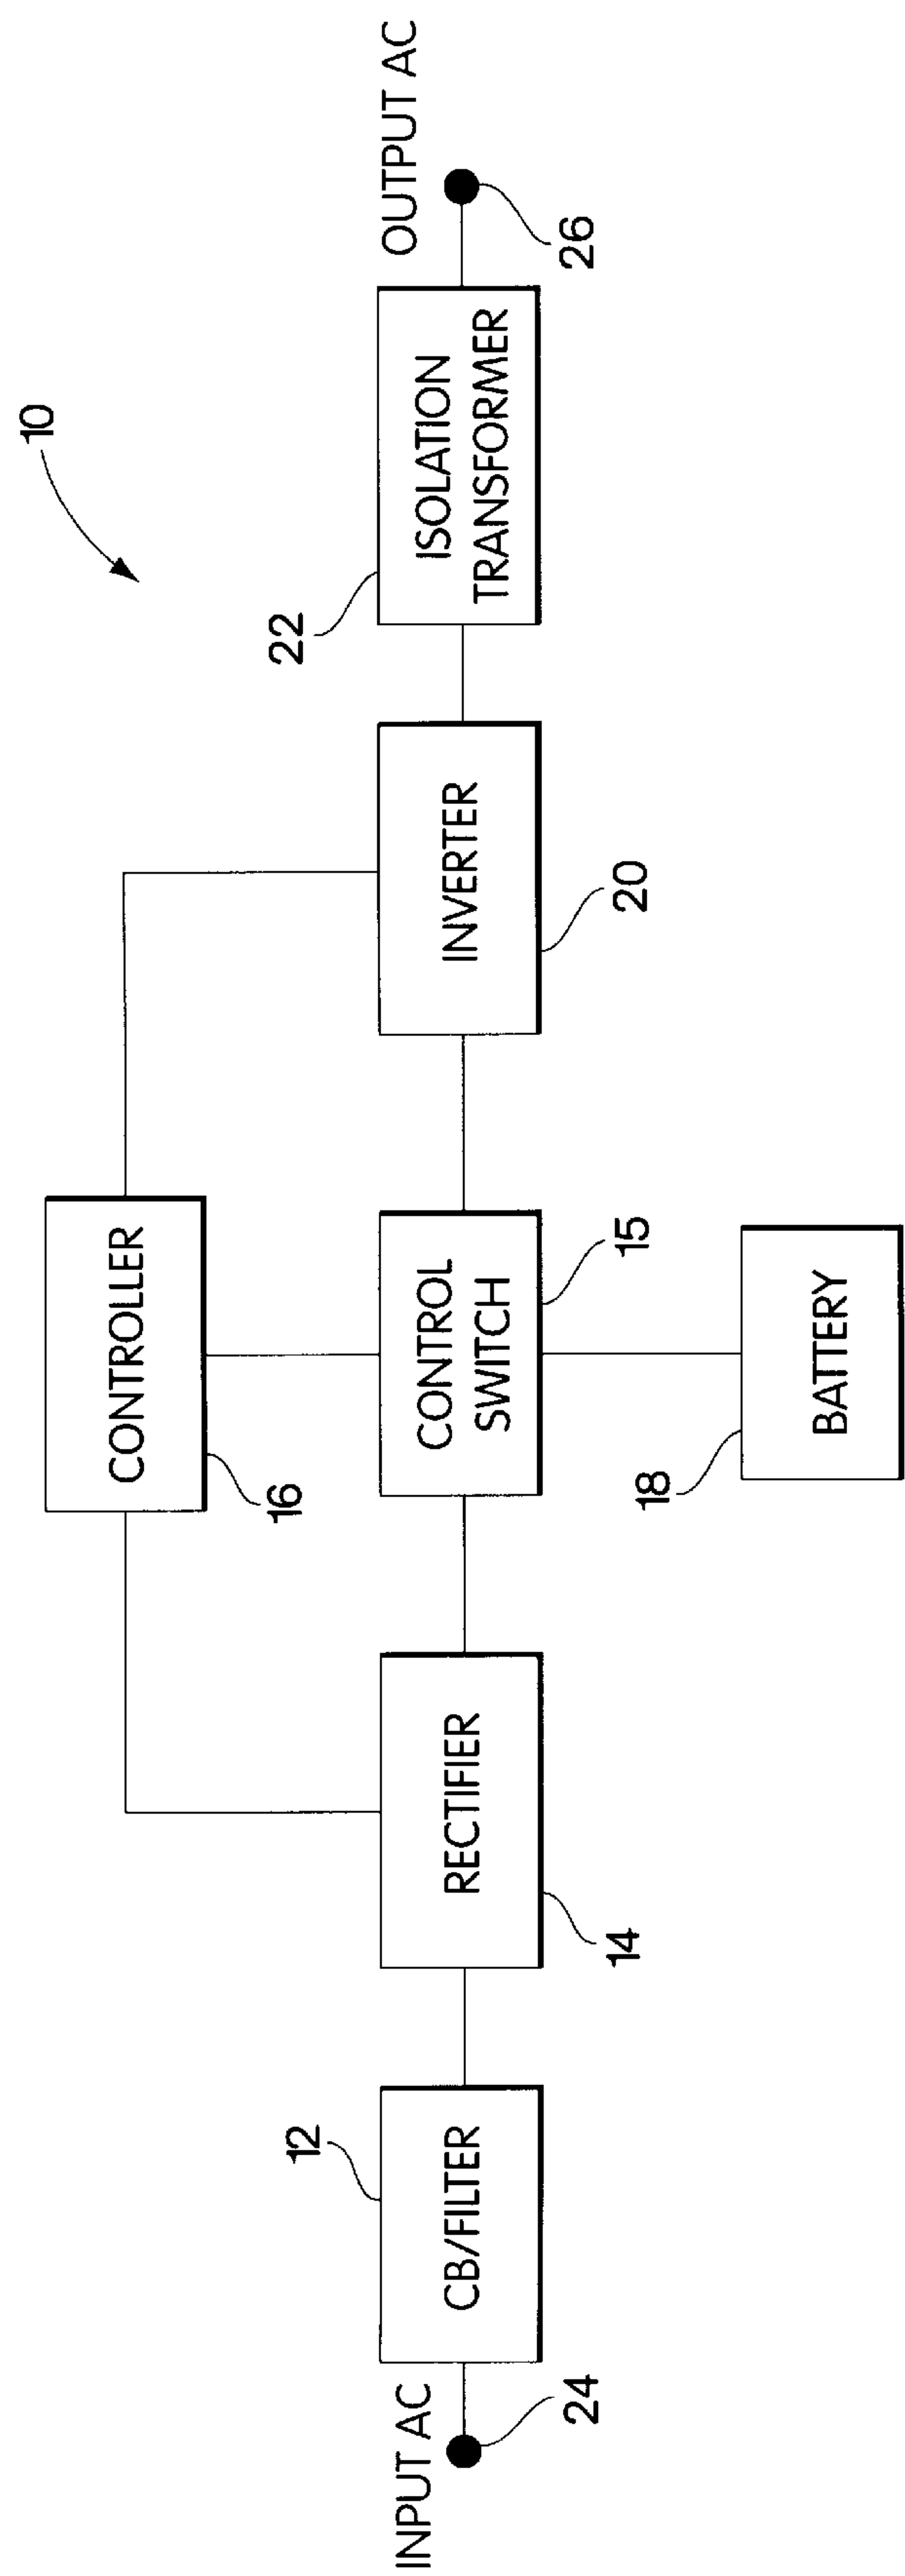 10
CONTROLLER
16
INPUT AC
24
12
CB/FILTER
RECTIFIER
14
CONTROL
SWITCH
15
INVERTER
20
22
ISOLATION
TRANSFORMER
OUTPUT AC
26
18
BATTERY